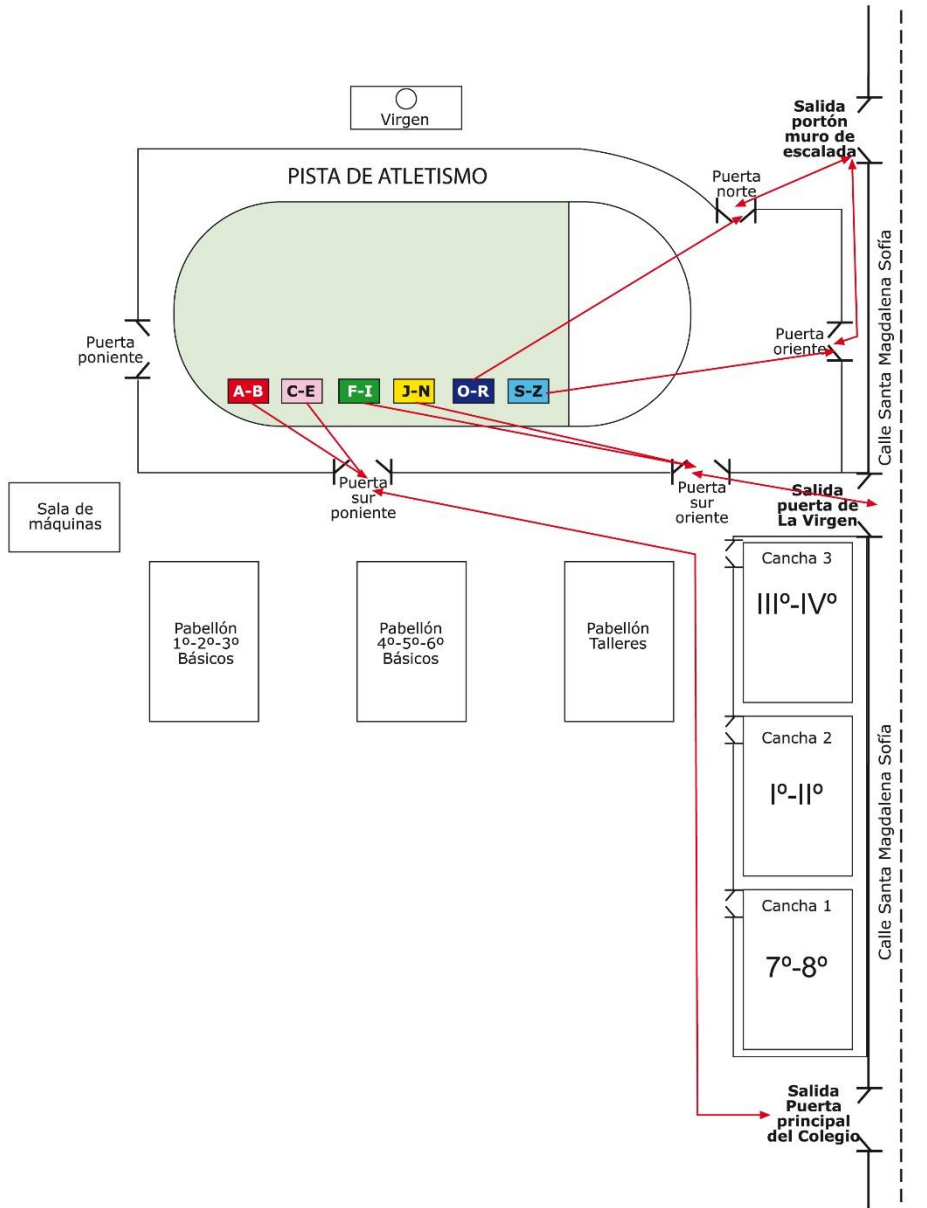 Virgen
Salida
portón
muro de
escalada
PISTA DE ATLETISMO
Puerta
norte
Calle Santa Magdalena Sofía
Puerta
poniente
Puerta
oriente
A-B
C-E
F-I
J-N
O-R
S-Z
Puerta
sur
poniente
Puerta
sur
oriente
Salida
puerta de
La Virgen
Sala de
máquinas
Cancha 3
IIIº-IVº
Pabellón
1º-2º-3º
Básicos
Pabellón
4º-5º-6º
Básicos
Pabellón
Talleres
Cancha 2
Iº-IIº
Calle Santa Magdalena Sofía
Cancha 1
7º-8º
Salida
Puerta
principal
del Colegio